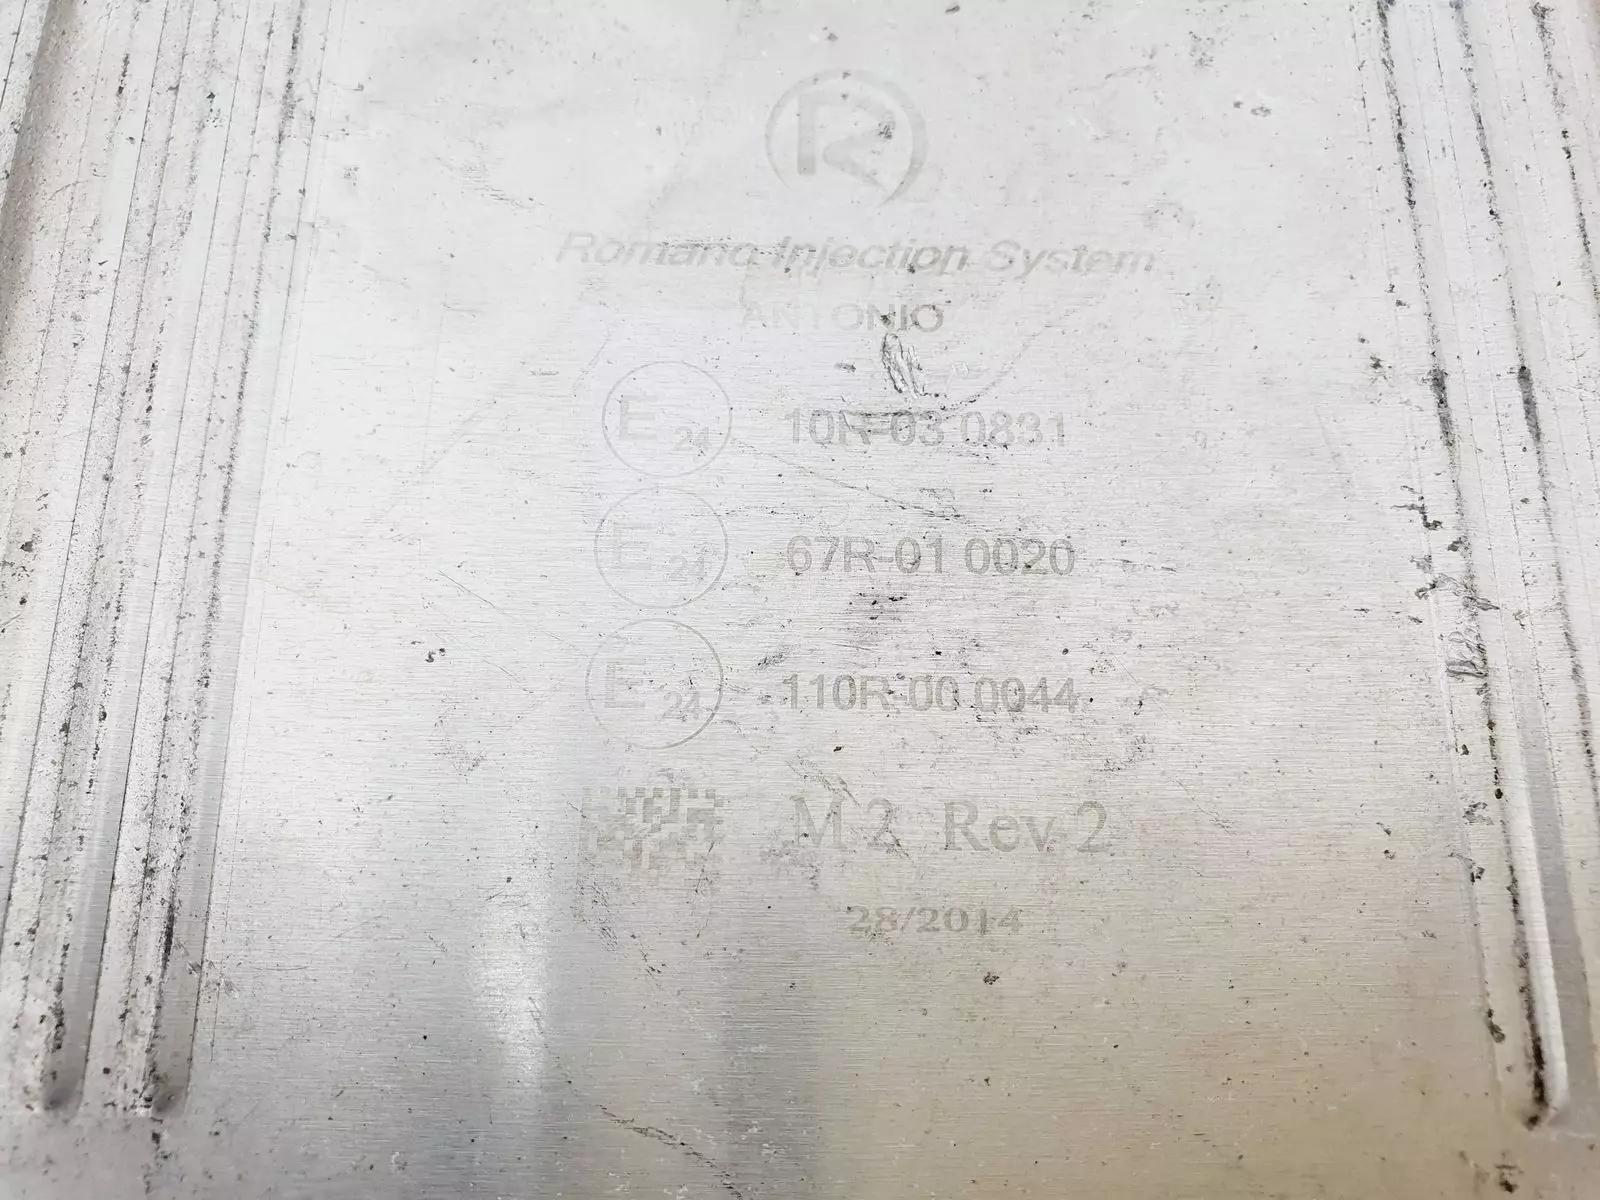 R
Romano Injection System
ANTONIO
E 24 10R-03 0831
E 24 67R-01 0020
E 24 110R-00 0044
M 2 Rev 2
28/2014